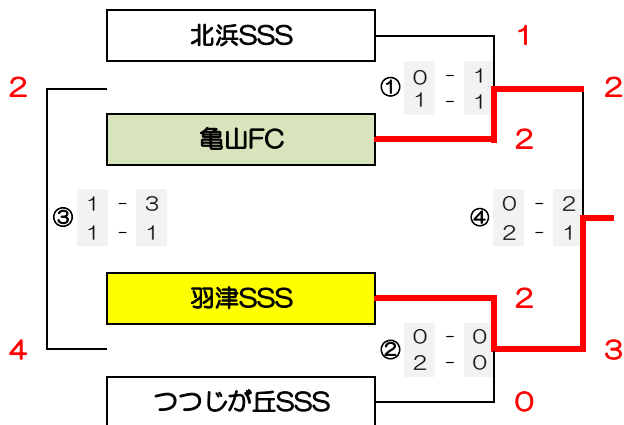 北浜SSS 1
① 0 - 1
1 - 1
2 2
亀山FC 2
③ 1 - 3
1 - 1
④ 0 - 2
2 - 1
羽津SSS 2
② 0 - 0
2 - 0
4 3
つつじが丘SSS 0